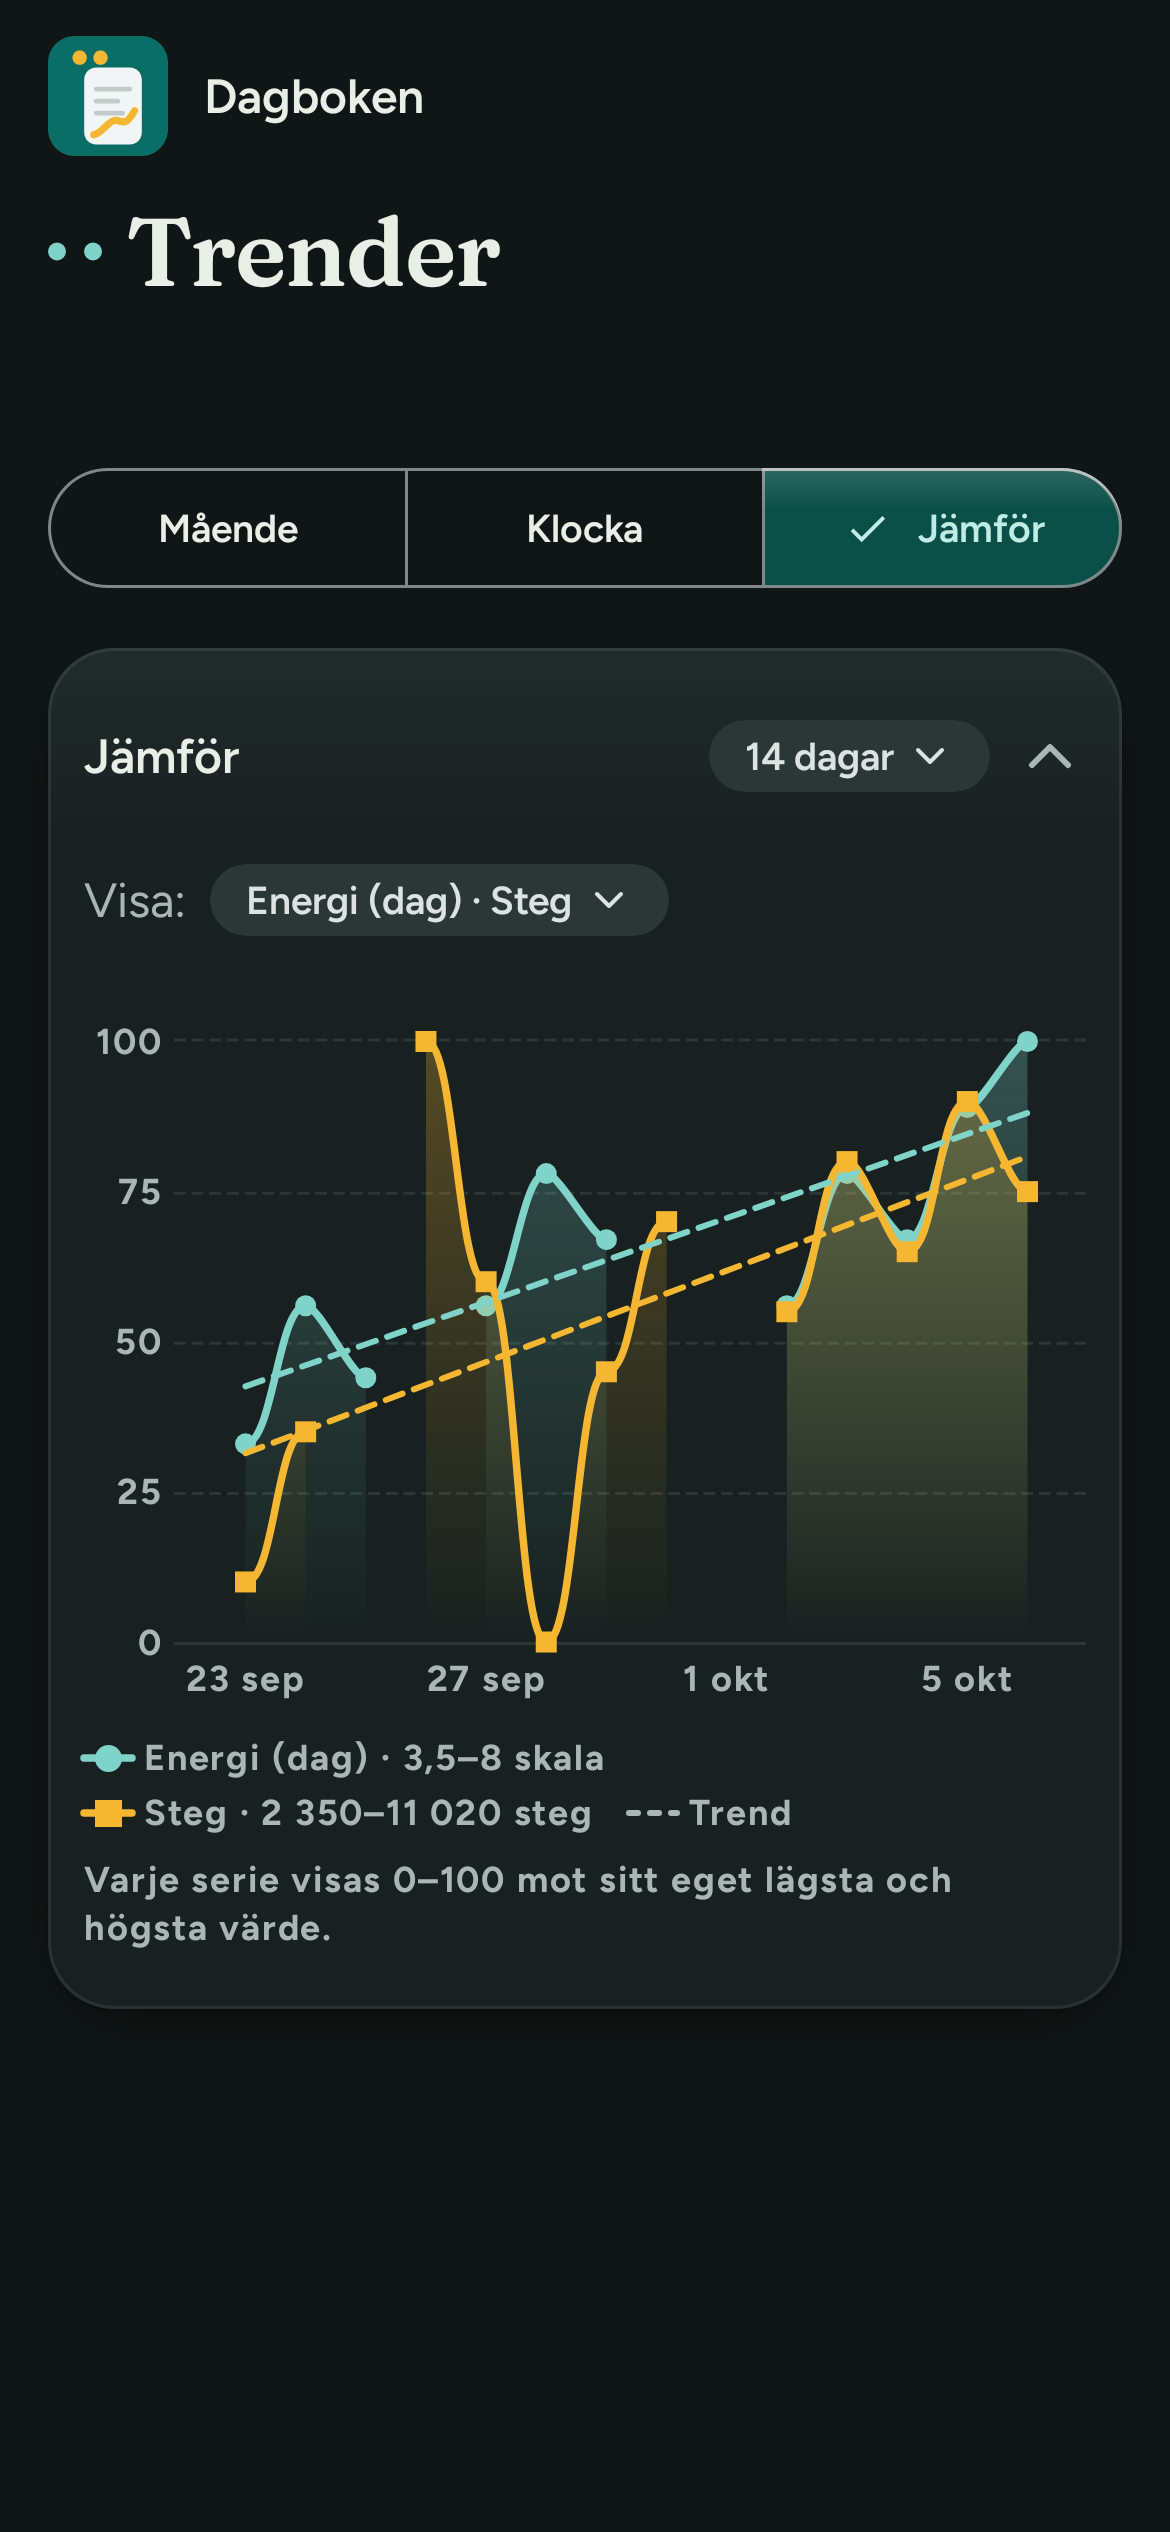 Dagboken
Trender
Mående
Klocka
Jämför
Jämför
14 dagar
Visa:
Energi (dag) · Steg
100
75
50
25
0
23 sep
27 sep
1 okt
5 okt
Energi (dag) · 3,5–8 skala
Steg · 2 350–11 020 steg
Trend
Varje serie visas 0–100 mot sitt eget lägsta och
högsta värde.